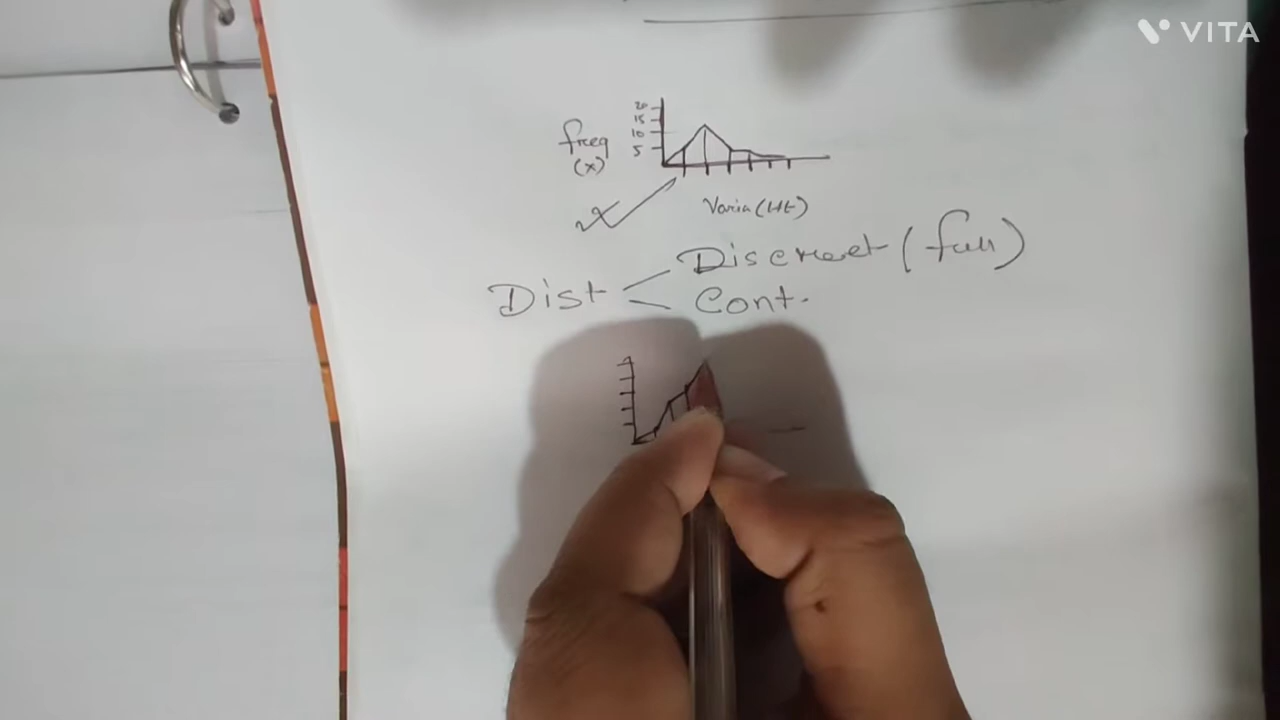 VITA
20
15
10
5
freq
(x)
Varia(Ht)
Discreet (full)
Dist
Cont.